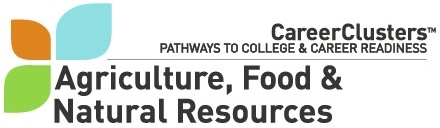 CareerClusters™
PATHWAYS TO COLLEGE & CAREER READINESS
Agriculture, Food &
Natural Resources